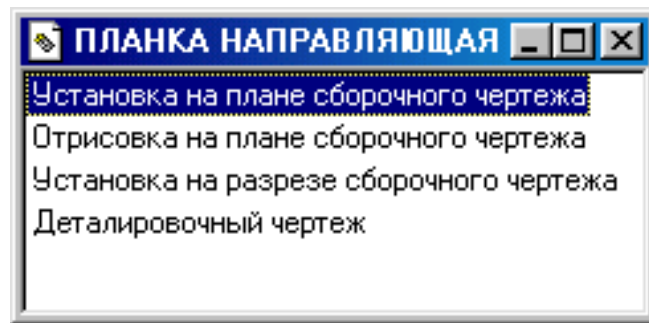 ПЛАНКА НАПРАВЛЯЮЩАЯ
Установка на плане сборочного чертежа
Отрисовка на плане сборочного чертежа
Установка на разрезе сборочного чертежа
Деталировочный чертеж